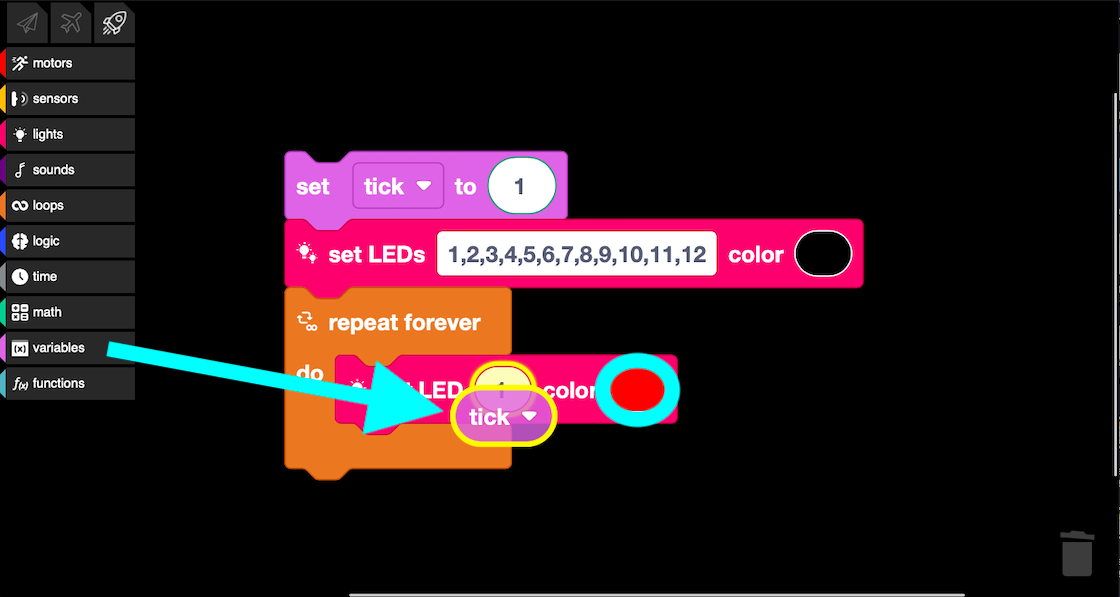 motors
sensors
lights
sounds
loops
logic
time
math
(x) variables
f(x) functions
set tick to 1
set LEDs 1,2,3,4,5,6,7,8,9,10,11,12 color
repeat forever
do
LED 1 color
tick